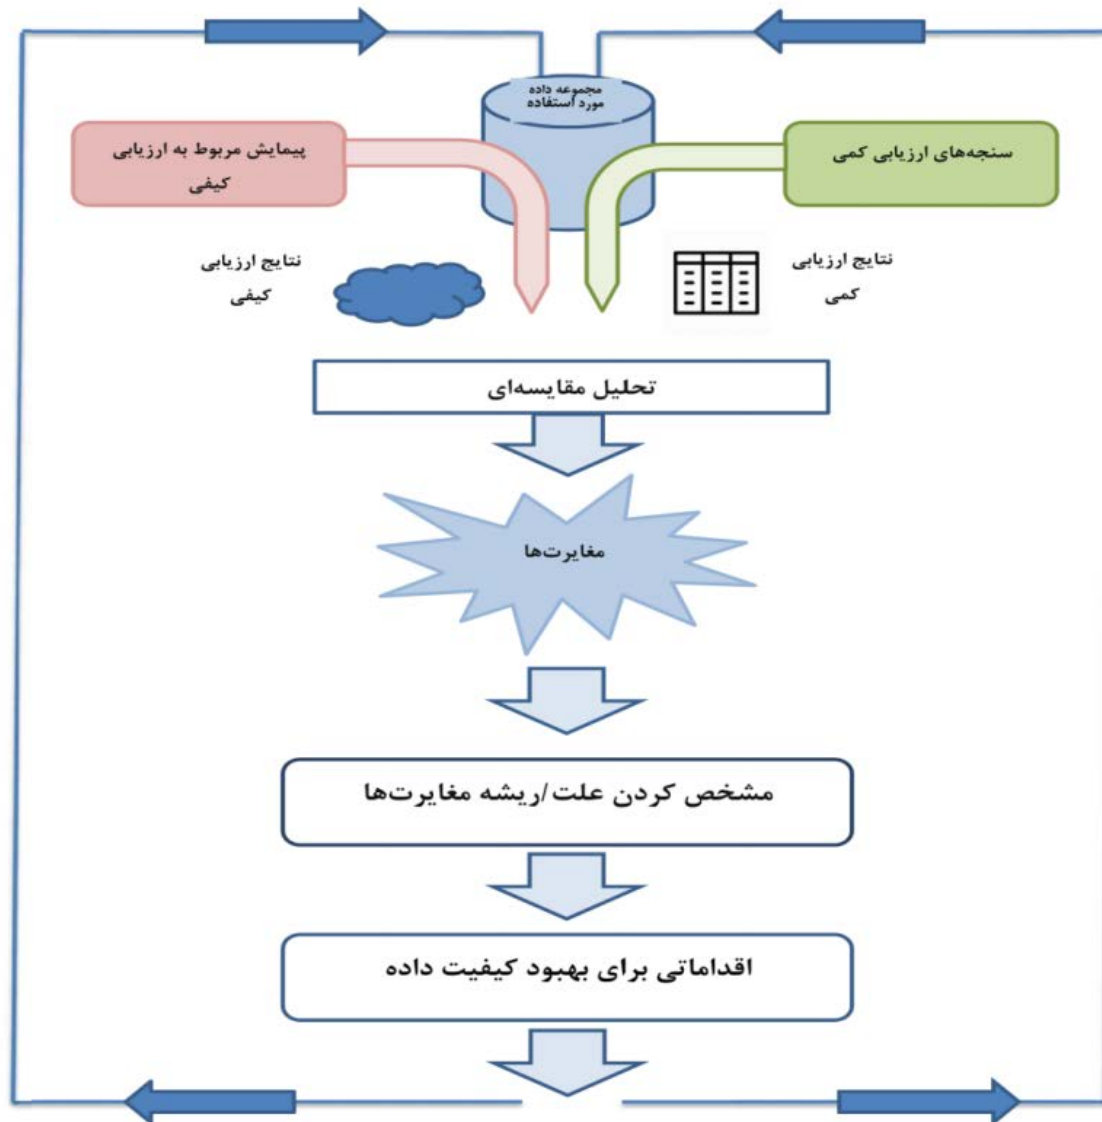 مجموعه داده
مورد استفاده
سنجه‌های ارزیابی کمی
پیمایش مربوط به ارزیابی
کیفی
نتایج ارزیابی
کمی
نتایج ارزیابی
کیفی
تحلیل مقایسه‌ای
مغایرت‌ها
مشخص کردن علت/ریشه مغایرت‌ها
اقداماتی برای بهبود کیفیت داده